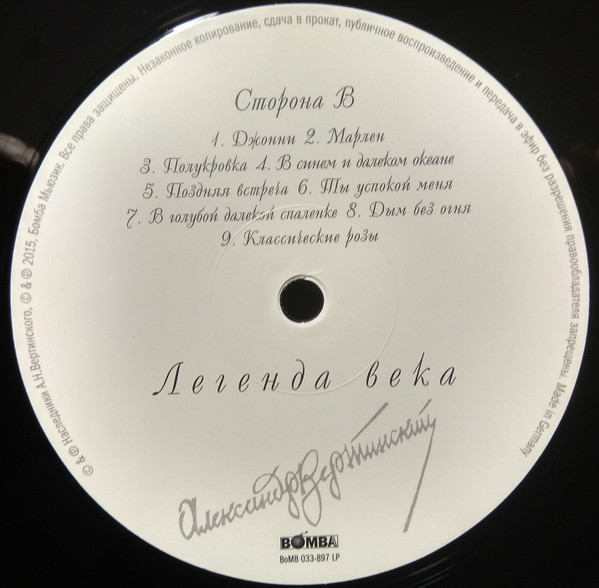 © & ℗ Наследники А.Н.Вертинского, © & ℗ 2015, Бомба Мьюзик. Все права защищены. Незаконное копирование, сдача в прокат, публичное воспроизведение и передача в эфир без разрешения правообладателя запрещены. Made in Germany
Сторона В
1. Джонни 2. Марлен
3. Полукровка 4. В синем и далеком океане
5. Поздняя встреча 6. Ты успокой меня
7. В голубой далекой спаленке 8. Дым без огня
9. Классические розы
Легенда века
Александр Вертинский
BOMBA
BoMB 033-897 LP